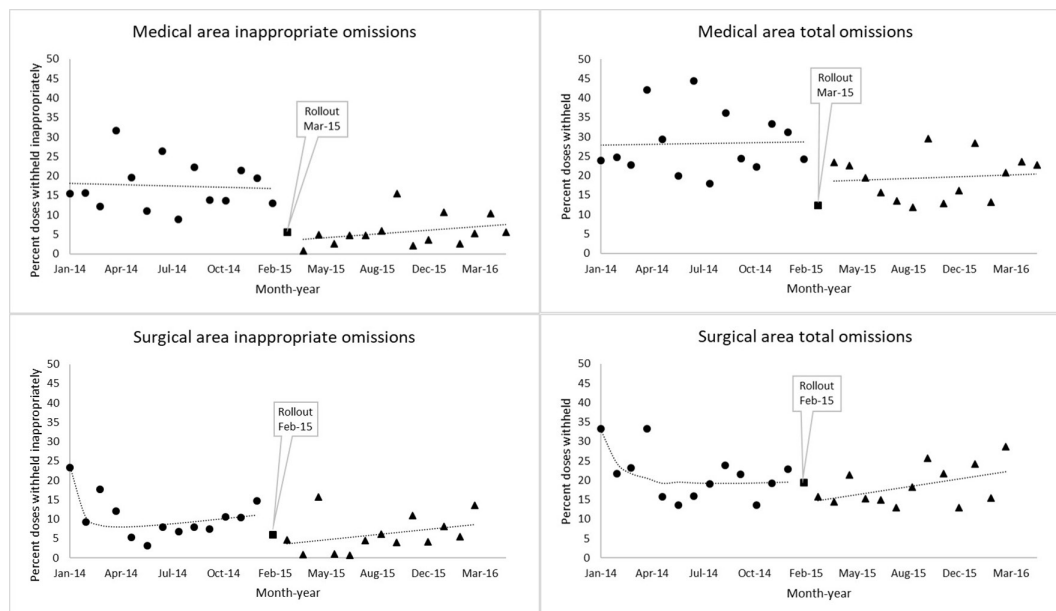 Medical area inappropriate omissions
Percent doses withheld inappropriately
50
45
40
35
30
25
20
15
10
5
0
Rollout
Mar-15
Jan-14 Apr-14 Jul-14 Oct-14 Feb-15 May-15 Aug-15 Dec-15 Mar-16
Month-year
Medical area total omissions
Percent doses withheld
50
45
40
35
30
25
20
15
10
5
0
Rollout
Mar-15
Jan-14 Apr-14 Jul-14 Oct-14 Feb-15 May-15 Aug-15 Dec-15 Mar-16
Month-year
Surgical area inappropriate omissions
Percent doses withheld inappropriately
50
45
40
35
30
25
20
15
10
5
0
Rollout
Feb-15
Jan-14 Apr-14 Jul-14 Oct-14 Feb-15 May-15 Aug-15 Dec-15 Mar-16
Month-year
Surgical area total omissions
Percent doses withheld
50
45
40
35
30
25
20
15
10
5
0
Rollout
Feb-15
Jan-14 Apr-14 Jul-14 Oct-14 Feb-15 May-15 Aug-15 Dec-15 Mar-16
Month-year